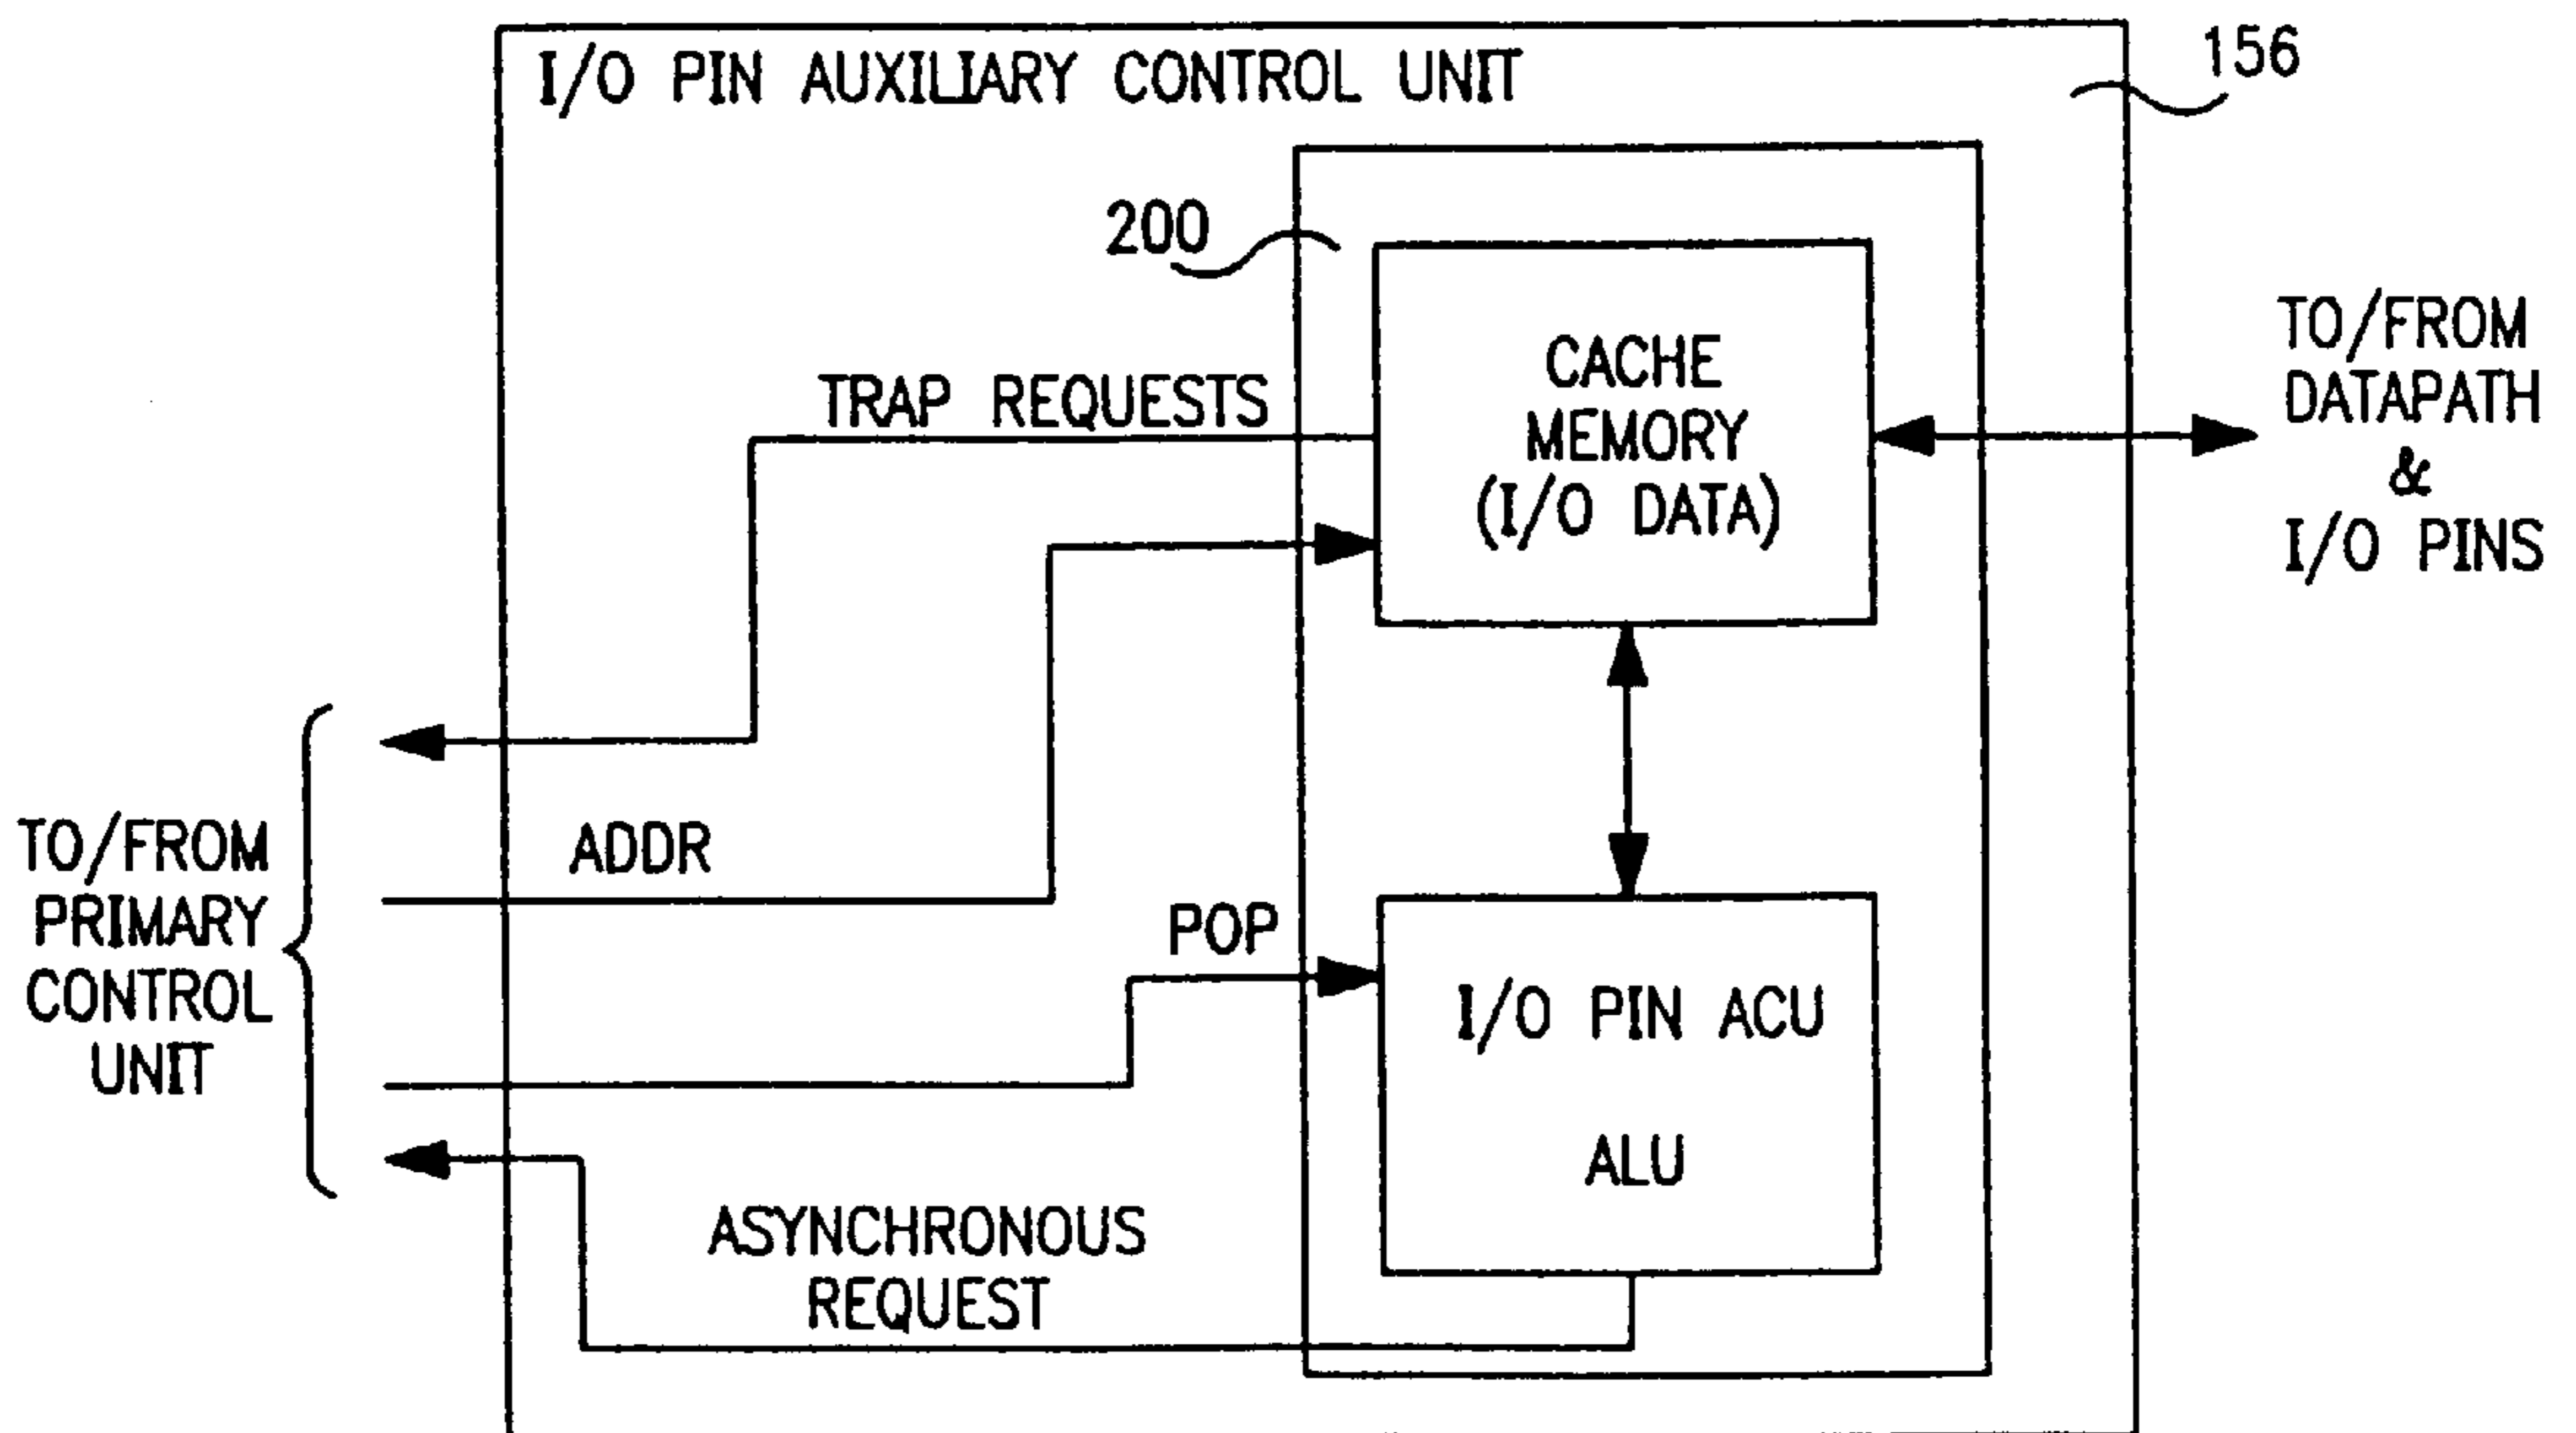 I/O PIN AUXILIARY CONTROL UNIT
156
200
CACHE
MEMORY
(I/O DATA)
TO/FROM
DATAPATH
&
I/O PINS
TRAP REQUESTS
ADDR
TO/FROM
PRIMARY
CONTROL
UNIT
POP
I/O PIN ACU
ALU
ASYNCHRONOUS
REQUEST